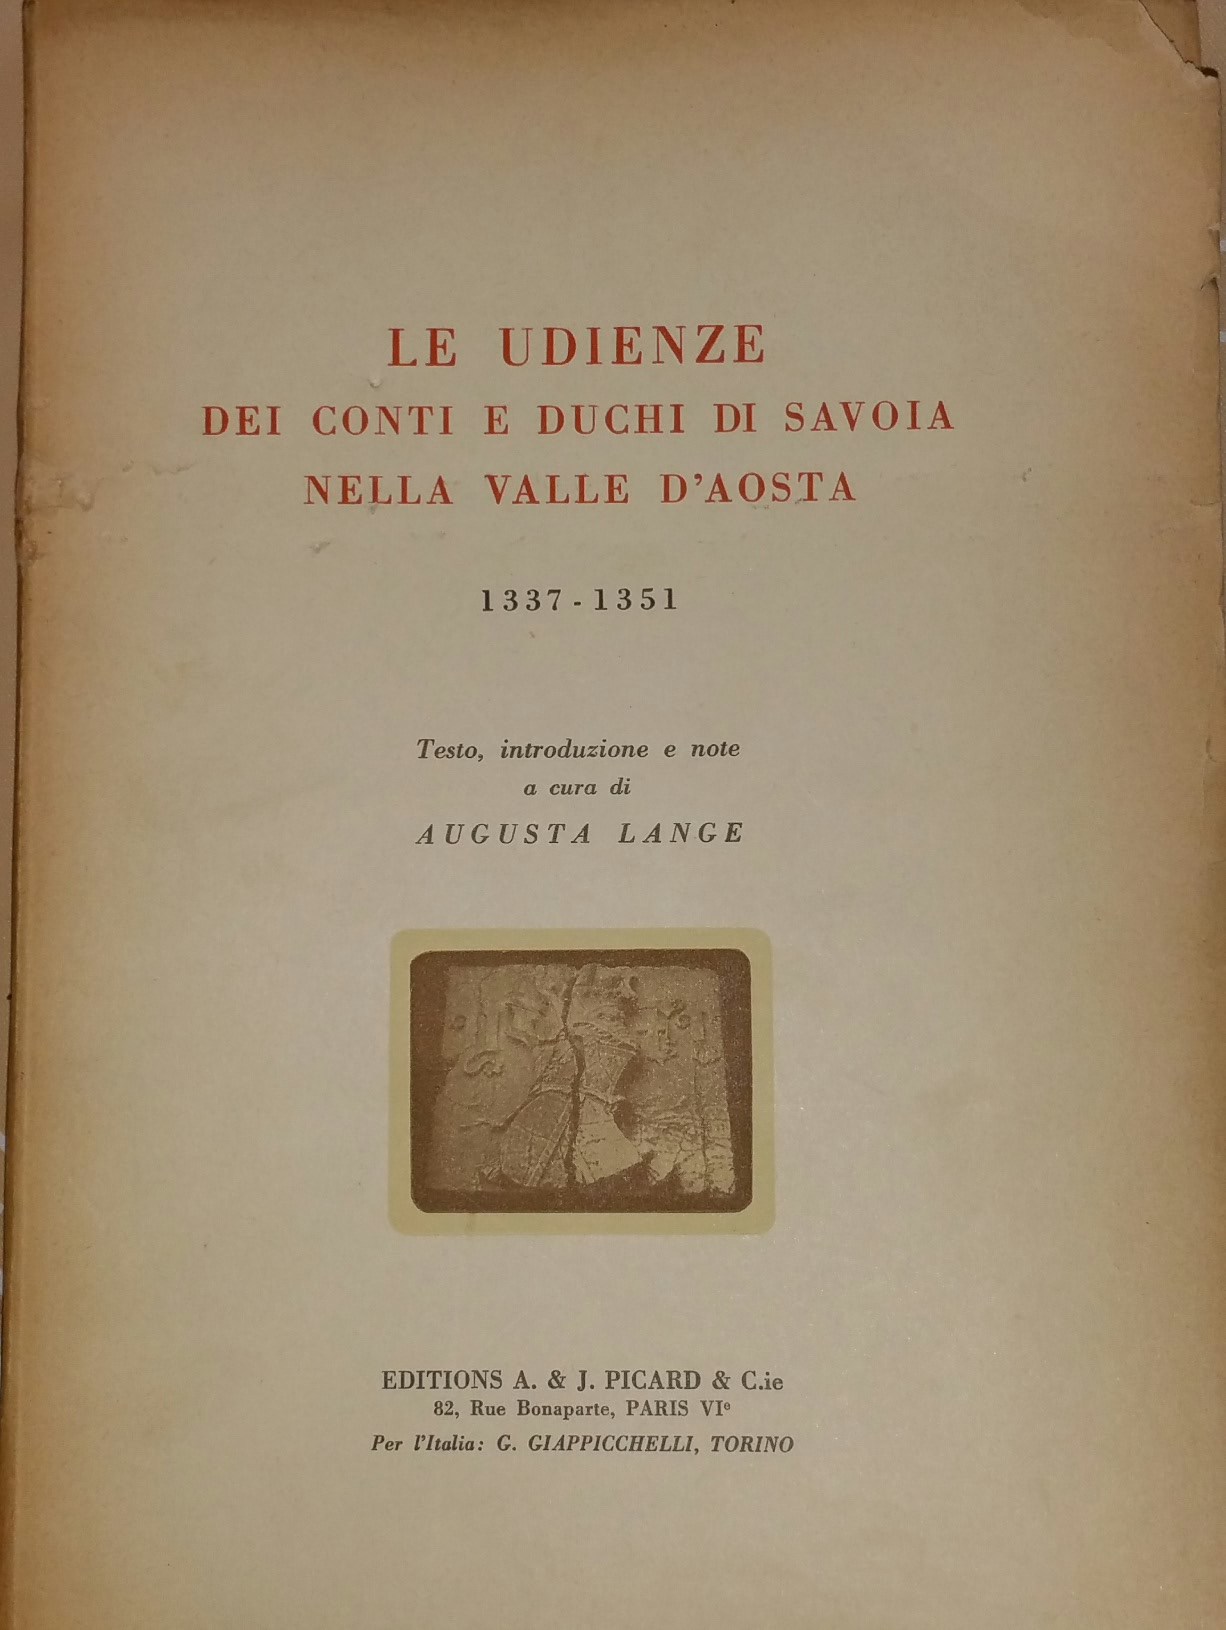 LE UDIENZE
DEI CONTI E DUCHI DI SAVOIA
NELLA VALLE D'AOSTA
1337-1351
Testo, introduzione e note
a cura di
AUGUSTA LANGE
EDITIONS A. & J. PICARD & C.ie
82, Rue Bonaparte, PARIS VIe
Per l'Italia: G. GIAPPICCHELLI, TORINO